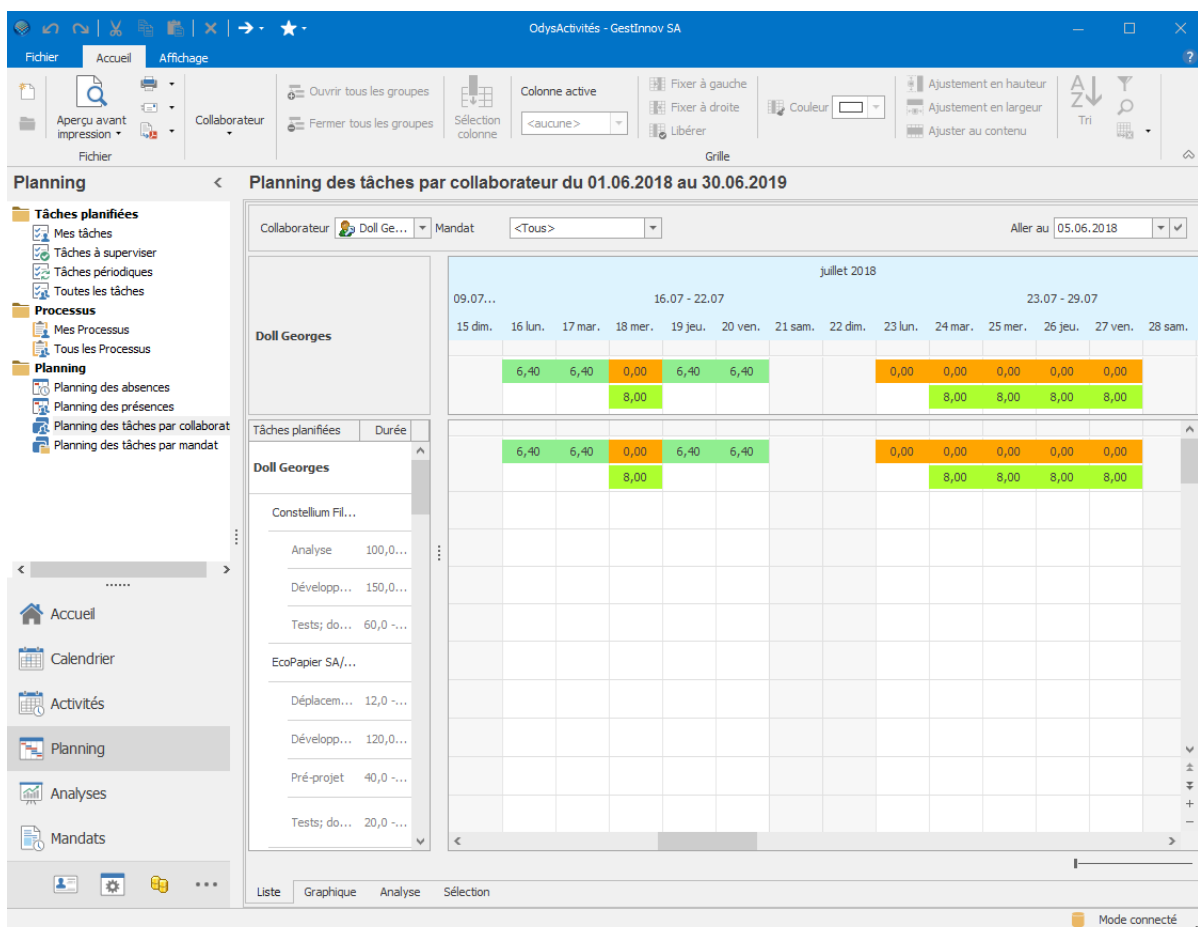 OdysActivités - GestInnov SA
Fichier Accueil Affichage
Aperçu avant impression
Collaborateur
Ouvrir tous les groupes
Fermer tous les groupes
Sélection colonne
Colonne active
<aucune>
Fixer à gauche
Fixer à droite
Libérer
Couleur
Ajustement en hauteur
Ajustement en largeur
Ajuster au contenu
Tri
Fichier
Grille
Planning
Tâches planifiées
Mes tâches
Tâches à superviser
Tâches périodiques
Toutes les tâches
Processus
Mes Processus
Tous les Processus
Planning
Planning des absences
Planning des présences
Planning des tâches par collaborat
Planning des tâches par mandat
Accueil
Calendrier
Activités
Planning
Analyses
Mandats
Planning des tâches par collaborateur du 01.06.2018 au 30.06.2019
Collaborateur Doll Ge... Mandat <Tous> Aller au 05.06.2018
Doll Georges
juillet 2018
09.07... 16.07 - 22.07 23.07 - 29.07
15 dim. 16 lun. 17 mar. 18 mer. 19 jeu. 20 ven. 21 sam. 22 dim. 23 lun. 24 mar. 25 mer. 26 jeu. 27 ven. 28 sam.
6,40 6,40 0,00 6,40 6,40 0,00 0,00 0,00 0,00 0,00
8,00 8,00 8,00 8,00 8,00
Tâches planifiées Durée
Doll Georges
6,40 6,40 0,00 6,40 6,40 0,00 0,00 0,00 0,00 0,00
8,00 8,00 8,00 8,00 8,00
Constellium Fil...
Analyse 100,0...
Développ... 150,0...
Tests; do... 60,0 -...
EcoPapier SA/...
Déplacem... 12,0 -...
Développ... 120,0...
Pré-projet 40,0 -...
Tests; do... 20,0 -...
Liste Graphique Analyse Sélection
Mode connecté